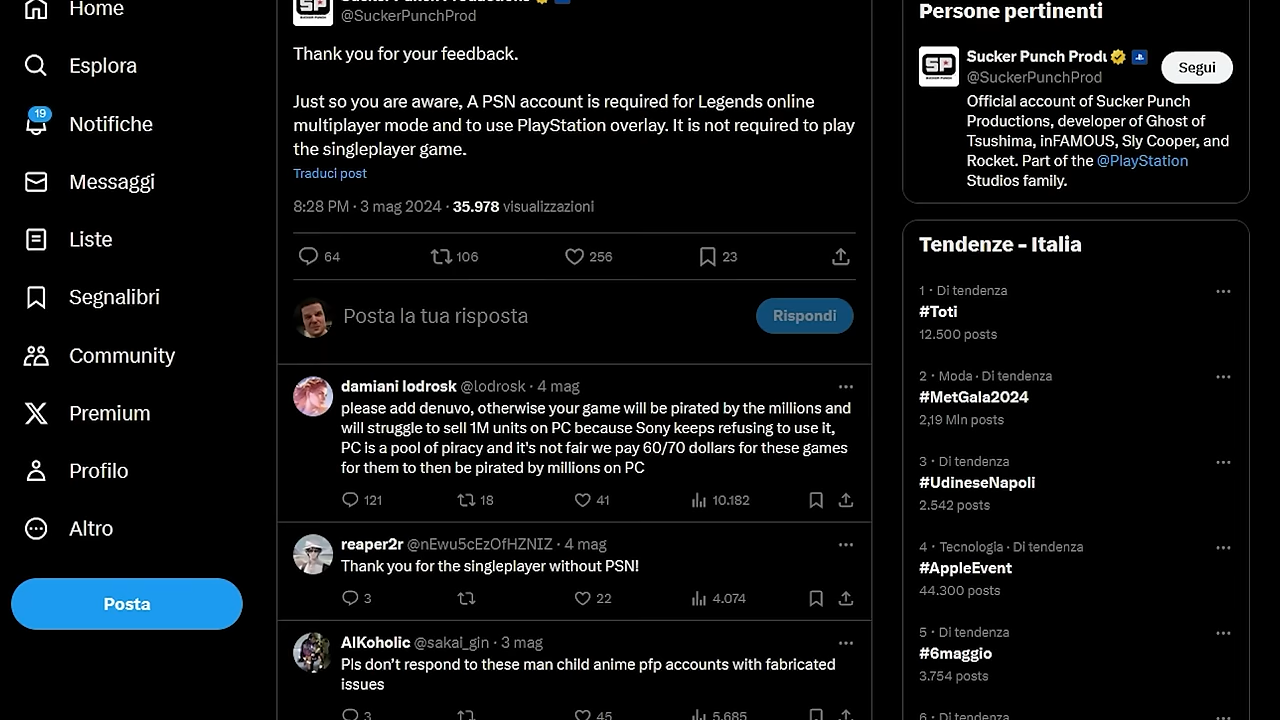 Home
Esplora
19
Notifiche
Messaggi
Liste
Segnalibri
Community
Premium
Profilo
Altro
Posta
Sucker Punch Productions
@SuckerPunchProd
Thank you for your feedback.
Just so you are aware, A PSN account is required for Legends online
multiplayer mode and to use PlayStation overlay. It is not required to play
the singleplayer game.
Traduci post
8:28 PM · 3 mag 2024 · 35.978 visualizzazioni
64 106 256 23
Posta la tua risposta
Rispondi
damiani lodrosk @lodrosk · 4 mag
please add denuvo, otherwise your game will be pirated by the millions and
will struggle to sell 1M units on PC because Sony keeps refusing to use it,
PC is a pool of piracy and it's not fair we pay 60/70 dollars for these games
for them to then be pirated by millions on PC
121 18 41 10.182
reaper2r @nEwu5cEzOfHZNIZ · 4 mag
Thank you for the singleplayer without PSN!
3 22 4.074
AlKoholic @sakai_gin · 3 mag
Pls don't respond to these man child anime pfp accounts with fabricated
issues
3 45 5.685
Persone pertinenti
SP
Sucker Punch Produ
@SuckerPunchProd
Segui
Official account of Sucker Punch
Productions, developer of Ghost of
Tsushima, inFAMOUS, Sly Cooper, and
Rocket. Part of the @PlayStation
Studios family.
Tendenze - Italia
1 · Di tendenza
#Toti
12.500 posts
2 · Moda · Di tendenza
#MetGala2024
2,19 Mln posts
3 · Di tendenza
#UdineseNapoli
2.542 posts
4 · Tecnologia · Di tendenza
#AppleEvent
44.300 posts
5 · Di tendenza
#6maggio
3.754 posts
6 · Di tendenza